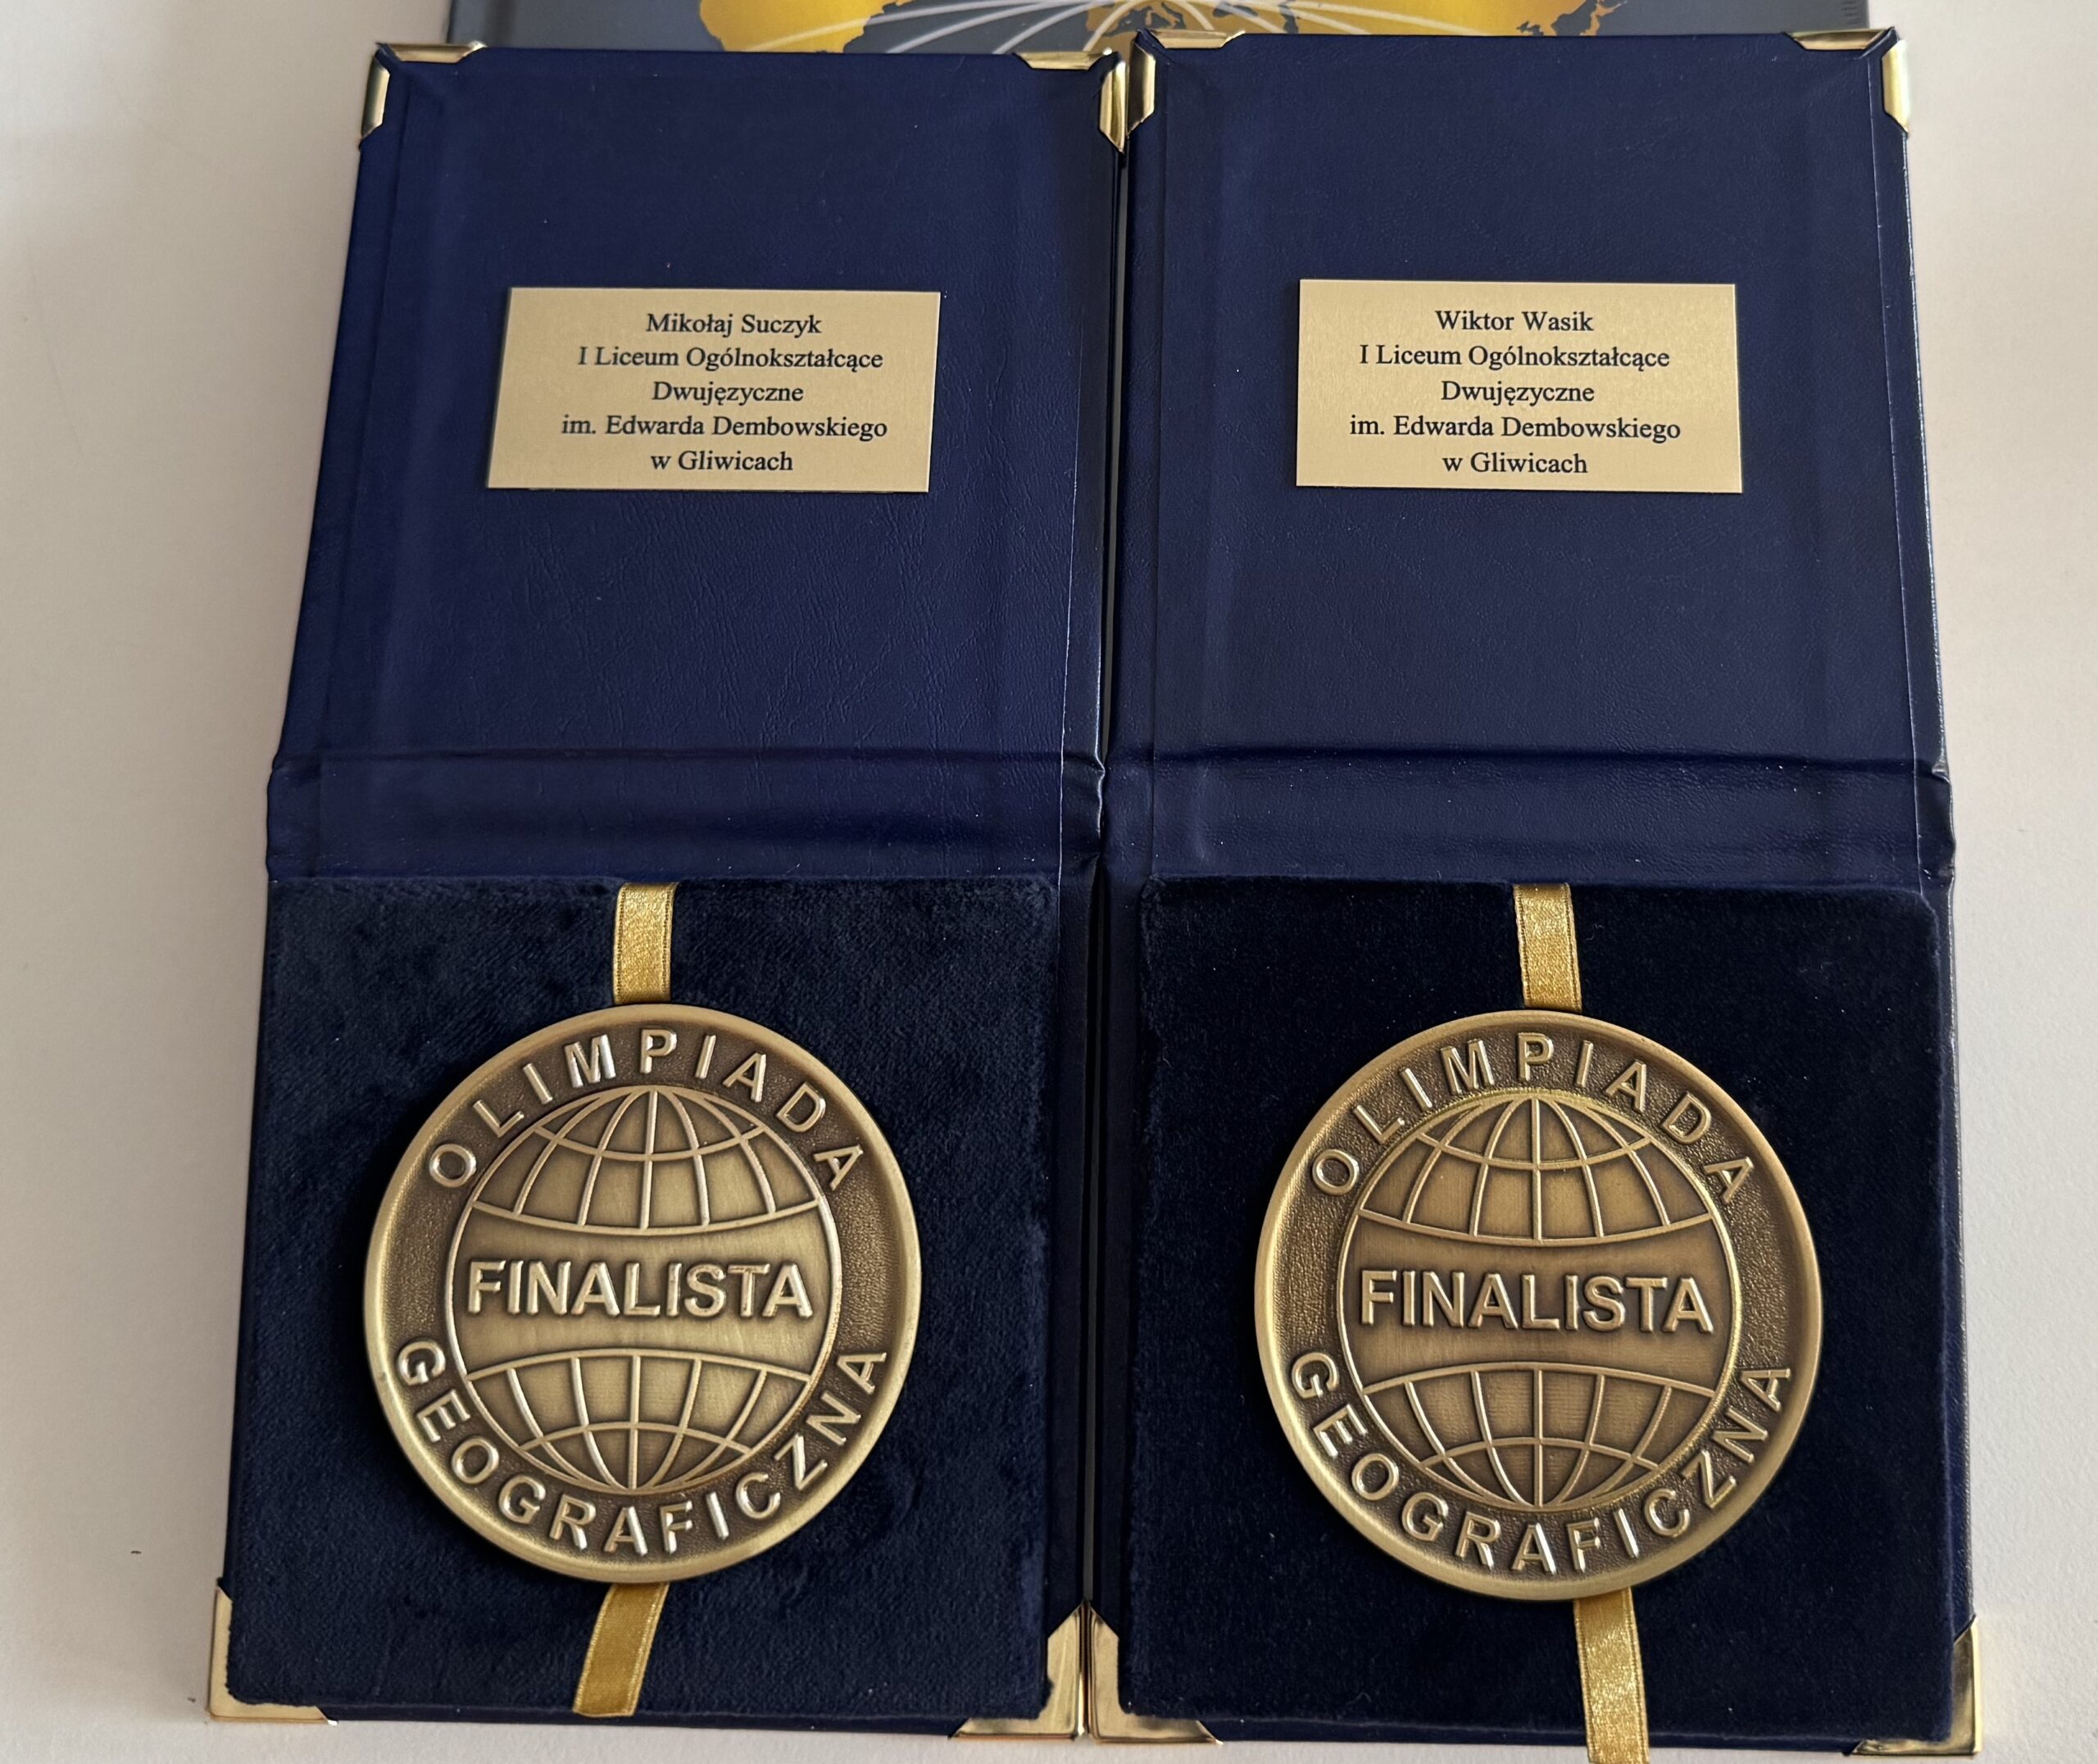 Mikołaj Suczyk
I Liceum Ogólnokształcące
Dwujęzyczne
im. Edwarda Dembowskiego
w Gliwicach
Wiktor Wasik
I Liceum Ogólnokształcące
Dwujęzyczne
im. Edwarda Dembowskiego
w Gliwicach
OLIMPIADA
FINALISTA
GEOGRAFICZNA
OLIMPIADA
FINALISTA
GEOGRAFICZNA